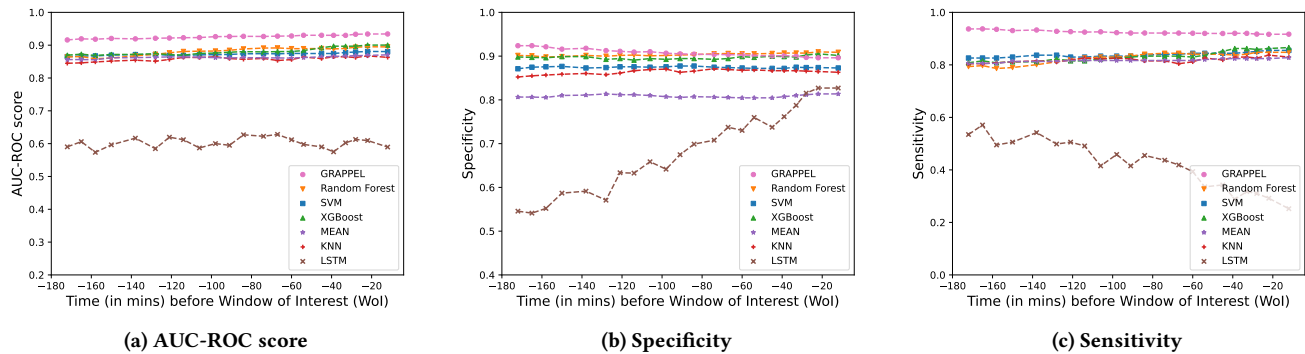 1.0
0.9
0.8
0.7
0.6
0.5
0.4
0.3
0.2
AUC-ROC score
−180 −160 −140 −120 −100 −80 −60 −40 −20
Time (in mins) before Window of Interest (WoI)
GRAPPEL
Random Forest
SVM
XGBoost
MEAN
KNN
LSTM
(a) AUC-ROC score
1.0
0.9
0.8
0.7
0.6
0.5
0.4
Specificity
−180 −160 −140 −120 −100 −80 −60 −40 −20
Time (in mins) before Window of Interest (WoI)
GRAPPEL
Random Forest
SVM
XGBoost
MEAN
KNN
LSTM
(b) Specificity
1.0
0.8
0.6
0.4
0.2
0.0
Sensitivity
−180 −160 −140 −120 −100 −80 −60 −40 −20
Time (in mins) before Window of Interest (WoI)
GRAPPEL
Random Forest
SVM
XGBoost
MEAN
KNN
LSTM
(c) Sensitivity